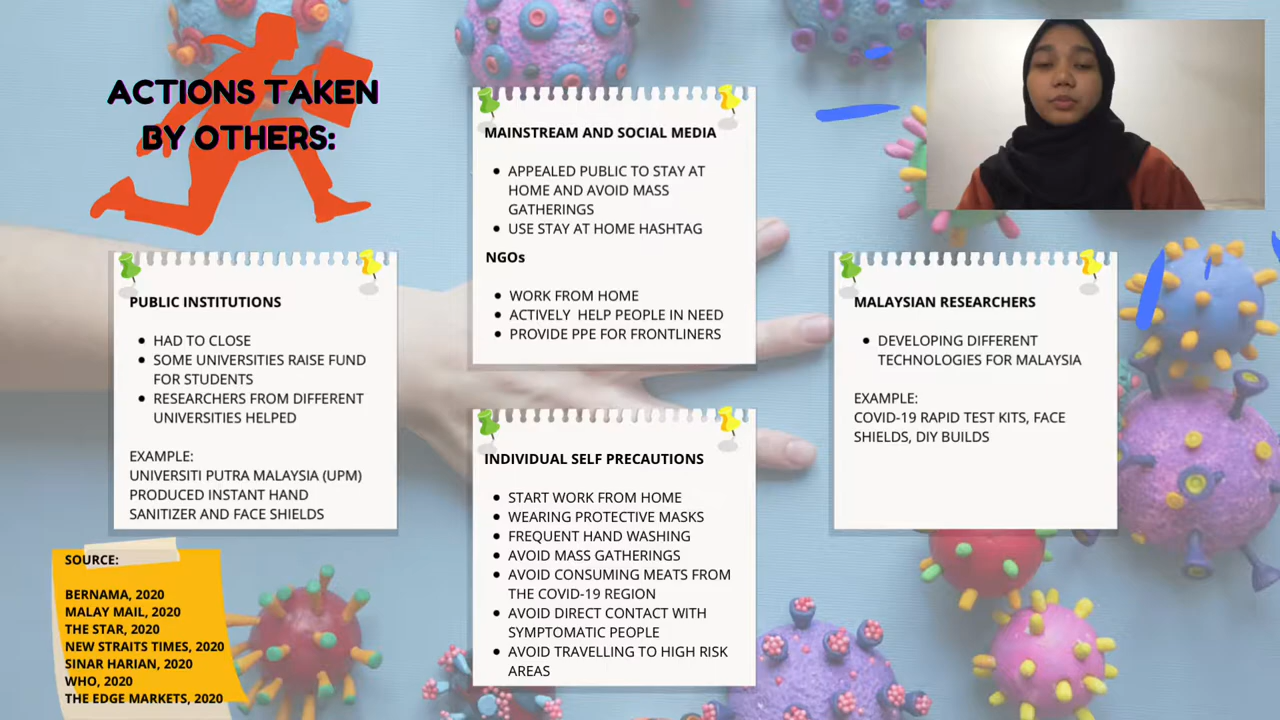 ACTIONS TAKEN
BY OTHERS:
MAINSTREAM AND SOCIAL MEDIA
APPEALED PUBLIC TO STAY AT
HOME AND AVOID MASS
GATHERINGS
USE STAY AT HOME HASHTAG
NGOs
WORK FROM HOME
ACTIVELY HELP PEOPLE IN NEED
PROVIDE PPE FOR FRONTLINERS
PUBLIC INSTITUTIONS
HAD TO CLOSE
SOME UNIVERSITIES RAISE FUND
FOR STUDENTS
RESEARCHERS FROM DIFFERENT
UNIVERSITIES HELPED
EXAMPLE:
UNIVERSITI PUTRA MALAYSIA (UPM)
PRODUCED INSTANT HAND
SANITIZER AND FACE SHIELDS
MALAYSIAN RESEARCHERS
DEVELOPING DIFFERENT
TECHNOLOGIES FOR MALAYSIA
EXAMPLE:
COVID-19 RAPID TEST KITS, FACE
SHIELDS, DIY BUILDS
INDIVIDUAL SELF PRECAUTIONS
START WORK FROM HOME
WEARING PROTECTIVE MASKS
FREQUENT HAND WASHING
AVOID MASS GATHERINGS
AVOID CONSUMING MEATS FROM
THE COVID-19 REGION
AVOID DIRECT CONTACT WITH
SYMPTOMATIC PEOPLE
AVOID TRAVELLING TO HIGH RISK
AREAS
SOURCE:
BERNAMA, 2020
MALAY MAIL, 2020
THE STAR, 2020
NEW STRAITS TIMES, 2020
SINAR HARIAN, 2020
WHO, 2020
THE EDGE MARKETS, 2020